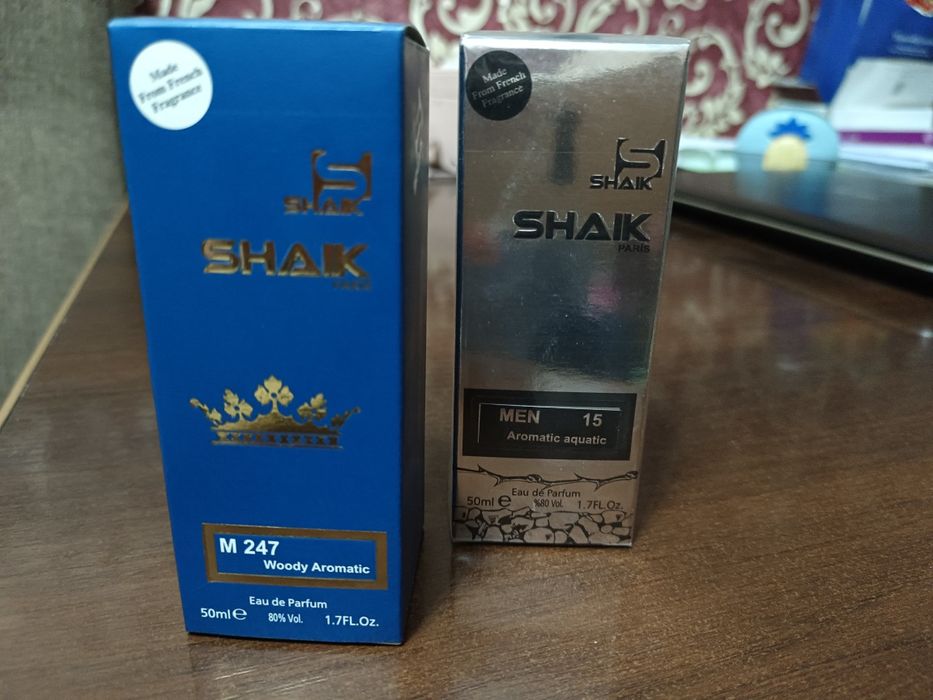 Made
From French
Fragrance
S
SHAIK
SHAIK
PARIS
M 247
Woody Aromatic
Eau de Parfum
50ml e 80% Vol. 1.7FL.Oz.
Made
From French
Fragrance
S
SHAIK
SHAIK
PARIS
MEN 15
Aromatic aquatic
Eau de Parfum
50ml e %80 Vol. 1.7FL.Oz.